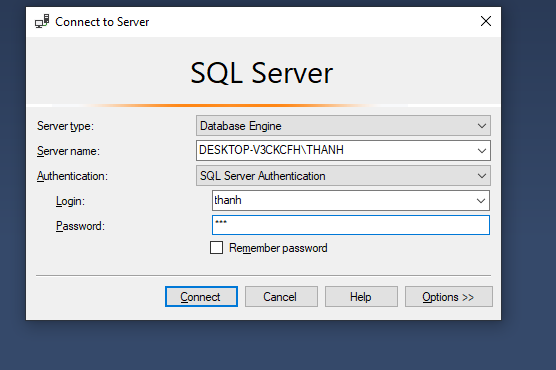 Connect to Server
SQL Server
Server type: Database Engine
Server name: DESKTOP-V3CKCFH\THANH
Authentication: SQL Server Authentication
Login: thanh
Password: ***
Remember password
Connect Cancel Help Options >>